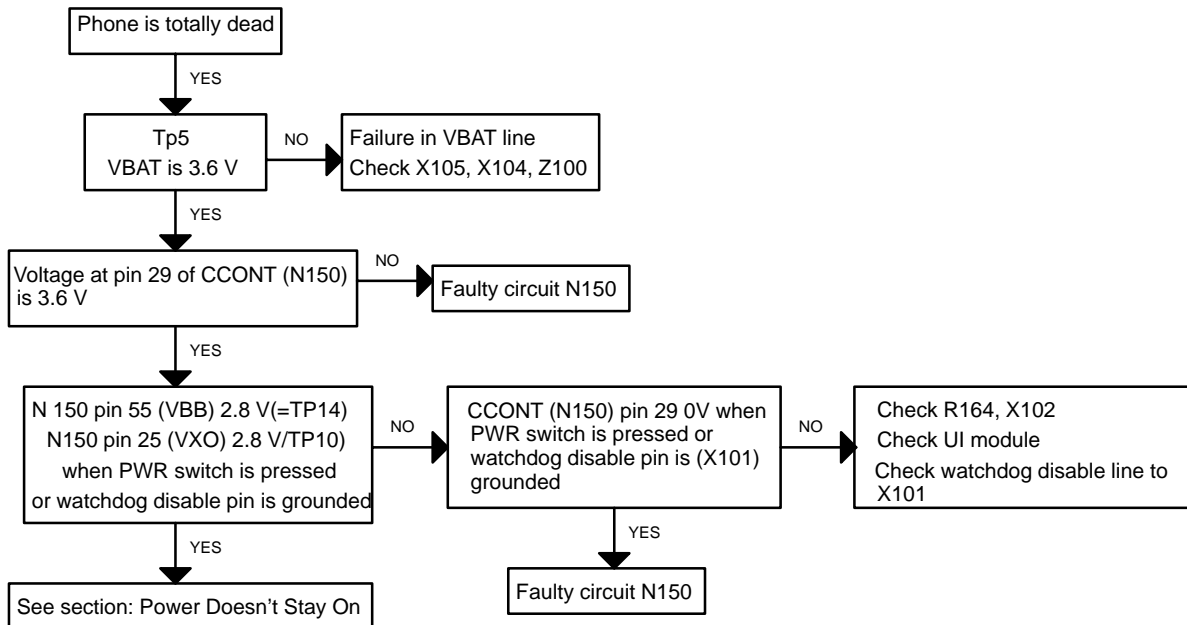 Phone is totally dead
YES
Tp5
VBAT is 3.6 V
NO
Failure in VBAT line
Check X105, X104, Z100
YES
Voltage at pin 29 of CCONT (N150)
is 3.6 V
NO
Faulty circuit N150
YES
N 150 pin 55 (VBB) 2.8 V(=TP14)
N150 pin 25 (VXO) 2.8 V/TP10)
when PWR switch is pressed
or watchdog disable pin is grounded
NO
CCONT (N150) pin 29 0V when
PWR switch is pressed or
watchdog disable pin is (X101)
grounded
NO
Check R164, X102
Check UI module
Check watchdog disable line to
X101
YES
See section: Power Doesn't Stay On
YES
Faulty circuit N150